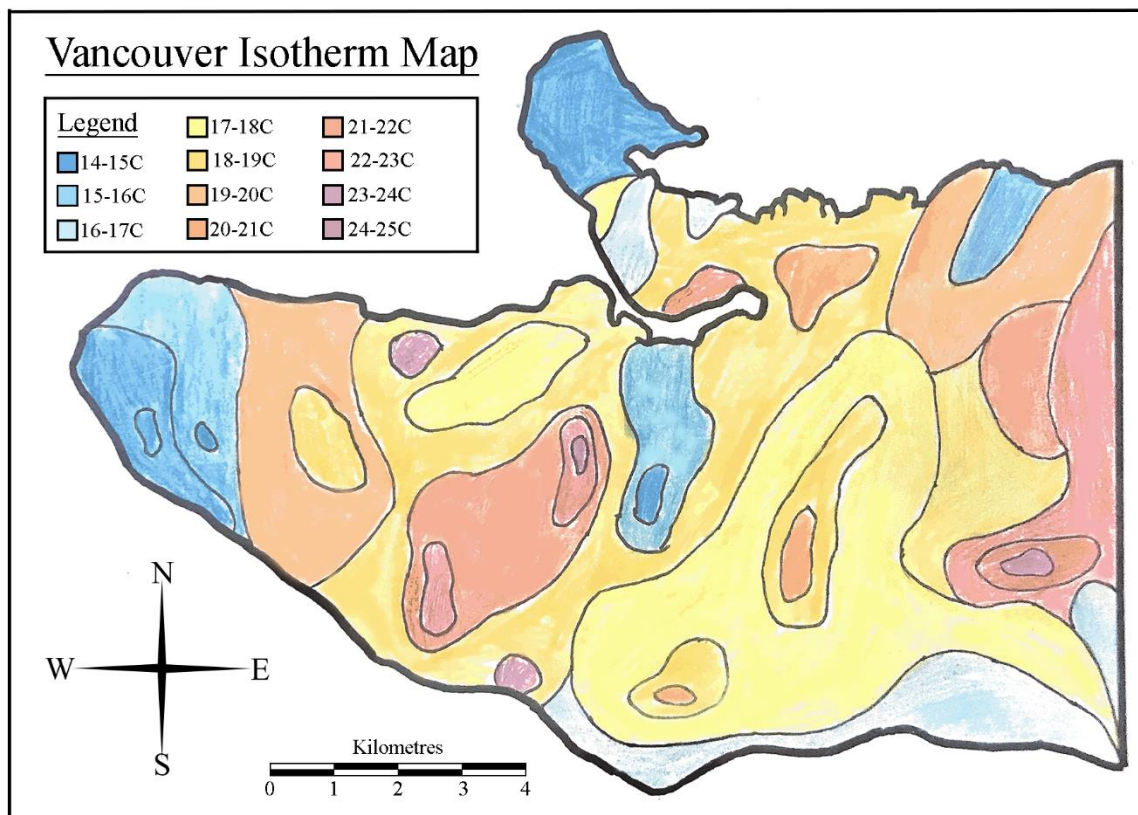 Vancouver Isotherm Map
Legend
14-15C
15-16C
16-17C
17-18C
18-19C
19-20C
20-21C
21-22C
22-23C
23-24C
24-25C
N
W E
S
Kilometres
0 1 2 3 4